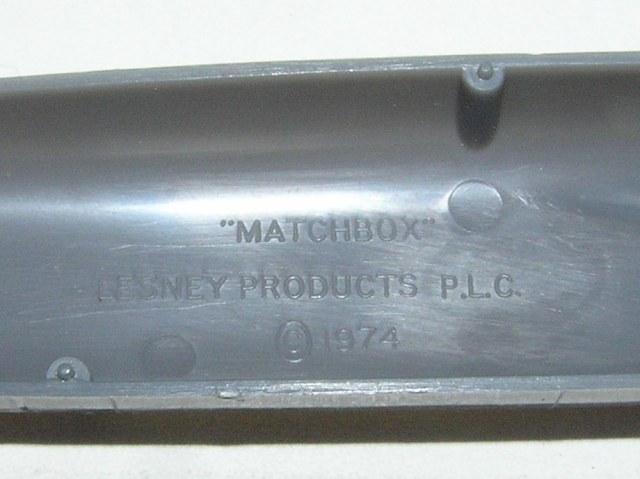 "MATCHBOX"
LESNEY PRODUCTS P.L.C.
© 1974